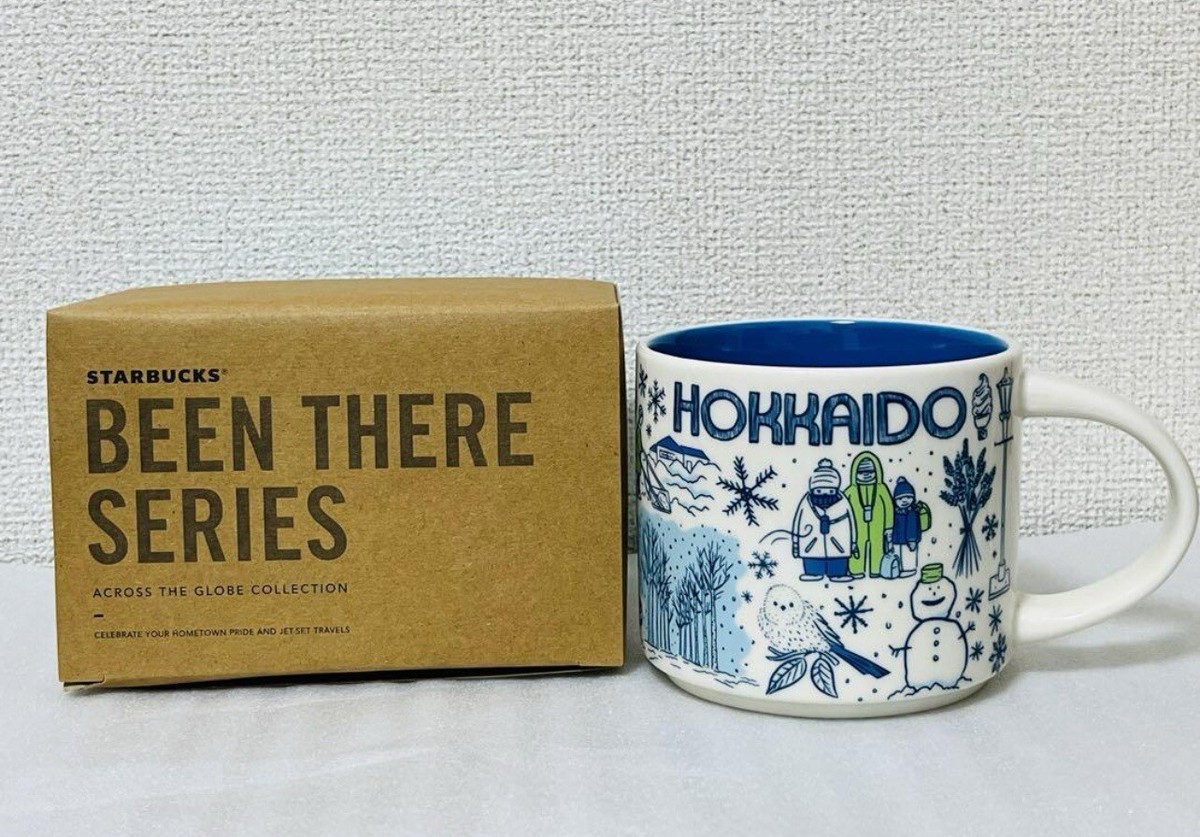 STARBUCKS®
BEEN THERE
SERIES
ACROSS THE GLOBE COLLECTION
–
CELEBRATE YOUR HOMETOWN PRIDE AND JET-SET TRAVELS
HOKKAIDO